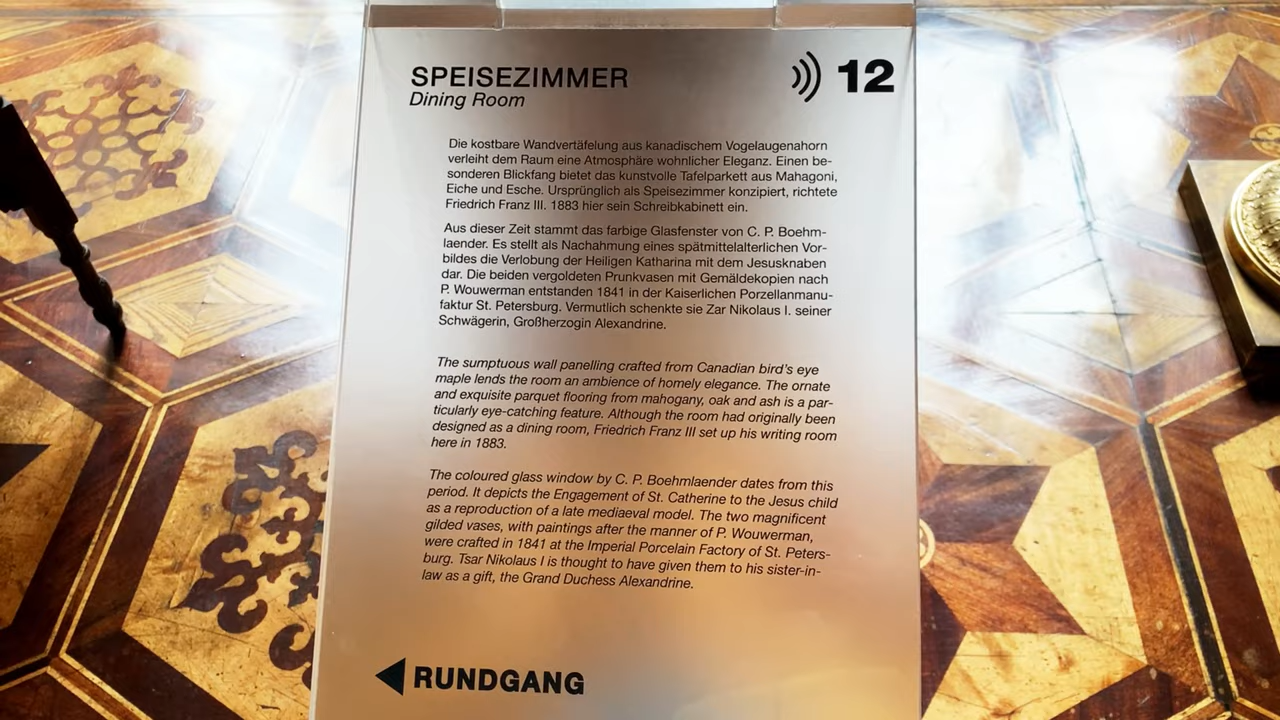 SPEISEZIMMER
Dining Room
12
Die kostbare Wandvertäfelung aus kanadischem Vogelaugenahorn
verleiht dem Raum eine Atmosphäre wohnlicher Eleganz. Einen be-
sonderen Blickfang bietet das kunstvolle Tafelparkett aus Mahagoni,
Eiche und Esche. Ursprünglich als Speisezimmer konzipiert, richtete
Friedrich Franz III. 1883 hier sein Schreibkabinett ein.
Aus dieser Zeit stammt das farbige Glasfenster von C. P. Boehm-
laender. Es stellt als Nachahmung eines spätmittelalterlichen Vor-
bildes die Verlobung der Heiligen Katharina mit dem Jesusknaben
dar. Die beiden vergoldeten Prunkvasen mit Gemäldekopien nach
P. Wouwerman entstanden 1841 in der Kaiserlichen Porzellanmanu-
faktur St. Petersburg. Vermutlich schenkte sie Zar Nikolaus I. seiner
Schwägerin, Großherzogin Alexandrine.
The sumptuous wall panelling crafted from Canadian bird's eye
maple lends the room an ambience of homely elegance. The ornate
and exquisite parquet flooring from mahogany, oak and ash is a par-
ticularly eye-catching feature. Although the room had originally been
designed as a dining room, Friedrich Franz III set up his writing room
here in 1883.
The coloured glass window by C. P. Boehmlaender dates from this
period. It depicts the Engagement of St. Catherine to the Jesus child
as a reproduction of a late mediaeval model. The two magnificent
gilded vases, with paintings after the manner of P. Wouwerman,
were crafted in 1841 at the Imperial Porcelain Factory of St. Peters-
burg. Tsar Nikolaus I is thought to have given them to his sister-in-
law as a gift, the Grand Duchess Alexandrine.
RUNDGANG